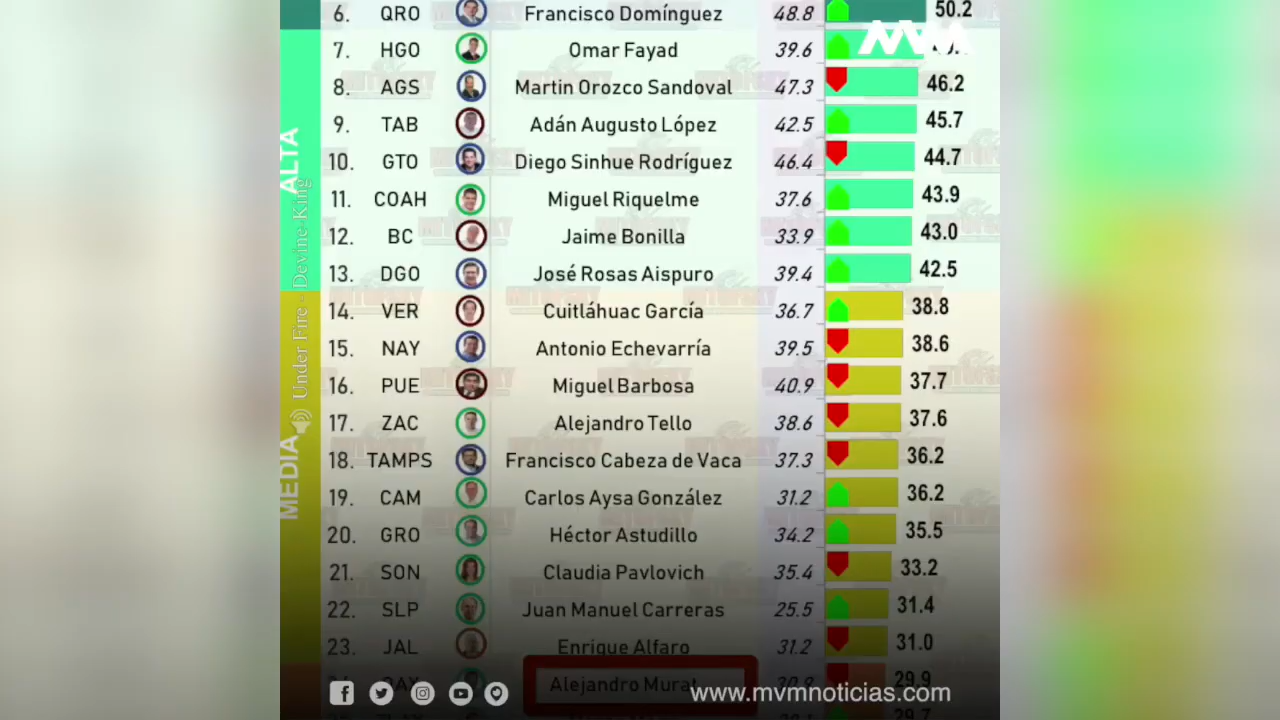 6. QRO Francisco Domínguez 48.8 50.2
MVM
7. HGO Omar Fayad 39.6
8. AGS Martin Orozco Sandoval 47.3 46.2
9. TAB Adán Augusto López 42.5 45.7
10. GTO Diego Sinhue Rodríguez 46.4 44.7
11. COAH Miguel Riquelme 37.6 43.9
12. BC Jaime Bonilla 33.9 43.0
13. DGO José Rosas Aispuro 39.4 42.5
14. VER Cuitláhuac García 36.7 38.8
15. NAY Antonio Echevarría 39.5 38.6
16. PUE Miguel Barbosa 40.9 37.7
17. ZAC Alejandro Tello 38.6 37.6
18. TAMPS Francisco Cabeza de Vaca 37.3 36.2
19. CAM Carlos Aysa González 31.2 36.2
20. GRO Héctor Astudillo 34.2 35.5
21. SON Claudia Pavlovich 35.4 33.2
22. SLP Juan Manuel Carreras 25.5 31.4
23. JAL Enrique Alfaro 31.2 31.0
24. OAX Alejandro Murat 30.9 29.9
www.mvmnoticias.com
ALTA
MEDIA
Under Fire - Devine King